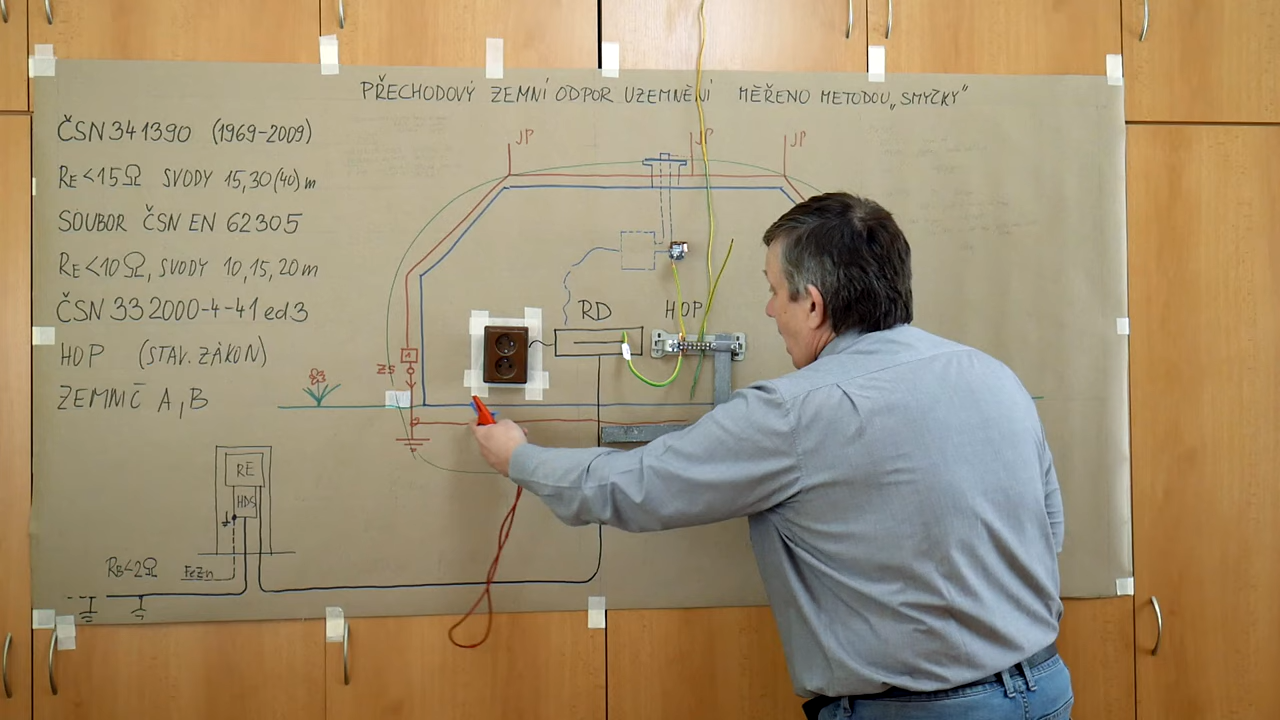 PŘECHODOVÝ ZEMNÍ ODPOR UZEMNĚNÍ MĚŘENO METODOU „SMYČKY"
ČSN 341390 (1969-2009)
RE<15Ω SVODY 15,30(40)m
SOUBOR ČSN EN 62305
RE<10Ω, SVODY 10,15,20m
ČSN 33 2000-4-41 ed3
HOP (STAV. ZÁKON)
ZEMNIČ A,B
JP
JP
JP
RD
HOP
ZS
RE
HDS
RB<2Ω
FeZn